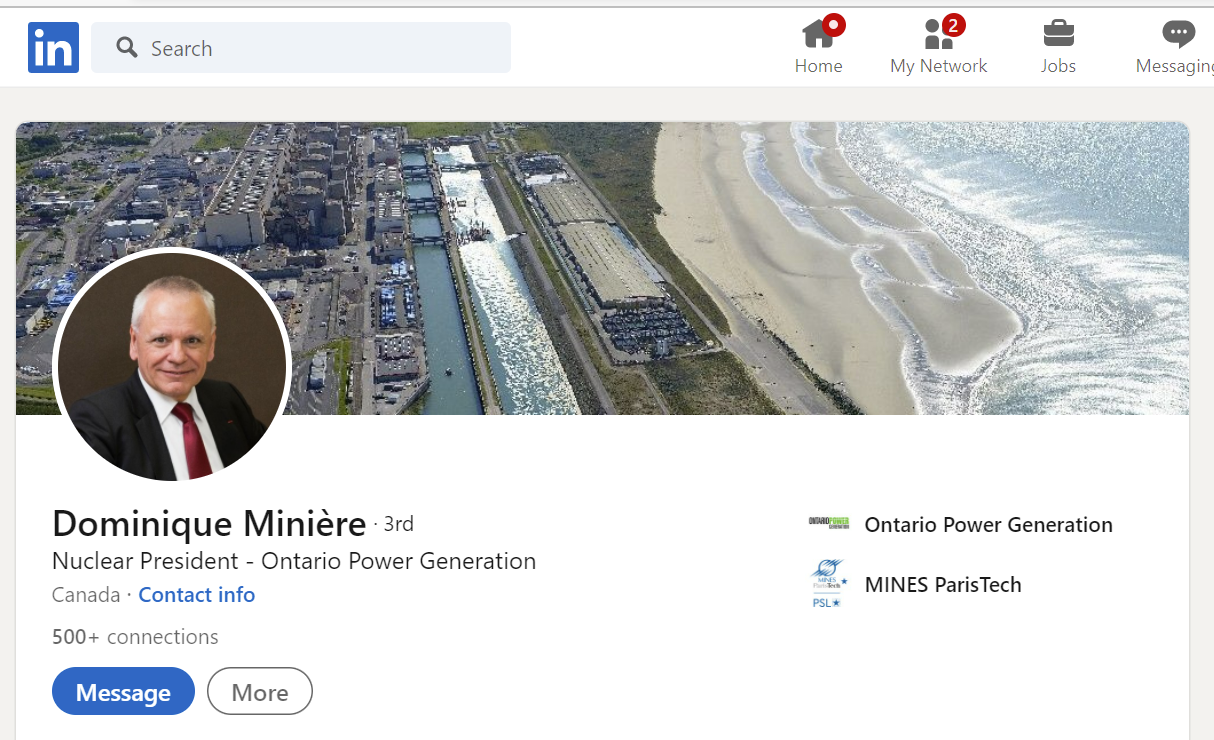 in
Search
Home
2
My Network
Jobs
Messaging
Dominique Minière · 3rd
Nuclear President - Ontario Power Generation
Canada · Contact info
500+ connections
Message
More
ONTARIOPOWER
GENERATION
Ontario Power Generation
MINES
ParisTech
PSL★
MINES ParisTech